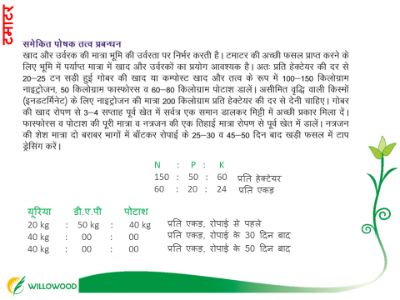 टमाटर
समेकित पोषक तत्व प्रबन्धन
खाद और उर्वरक की मात्रा भूमि की उर्वरता पर निर्भर करती है। टमाटर की अच्छी फसल प्राप्त करने के
लिए भूमि में पर्याप्त मात्रा में खाद और उर्वरकों का प्रयोग आवश्यक है। अतः प्रति हेक्टेयर की दर से
20–25 टन सड़ी हुई गोबर की खाद या कम्पोस्ट खाद और तत्व के रूप में 100–150 किलोग्राम
नाइट्रोजन, 50 किलोग्राम फास्फोरस व 60–80 किलोग्राम पोटाश डालें। असीमित वृद्धि वाली किस्मों
(इनडटर्मिनेट) के लिए नाइट्रोजन की मात्रा 200 किलोग्राम प्रति हेक्टेयर की दर से देनी चाहिए। गोबर
की खाद रोपण से 3–4 सप्ताह पूर्व खेत में सर्वत्र एक समान डालकर मिट्टी में अच्छी प्रकार मिला दें।
फास्फोरस व पोटाश की पूरी मात्रा व नत्रजन की एक तिहाई मात्रा रोपण से पूर्व खेत में डालें। नत्रजन
की शेश मात्रा दो बराबर भागों में बाँटकर रोपाई के 25–30 व 45–50 दिन बाद खड़ी फसल में टाप
ड्रेसिंग करें।
N : P : K
150 : 50 : 60 प्रति हेक्टेयर
60 : 20 : 24 प्रति एकड़
यूरिया डी.ए.पी पोटाश
20 kg : 50 kg : 40 kg प्रति एकड़, रोपाई से पहले
40 kg : 00 : 00 प्रति एकड़, रोपाई के 30 दिन बाद
40 kg : 00 : 00 प्रति एकड़, रोपाई के 50 दिन बाद
WILLOWOOD